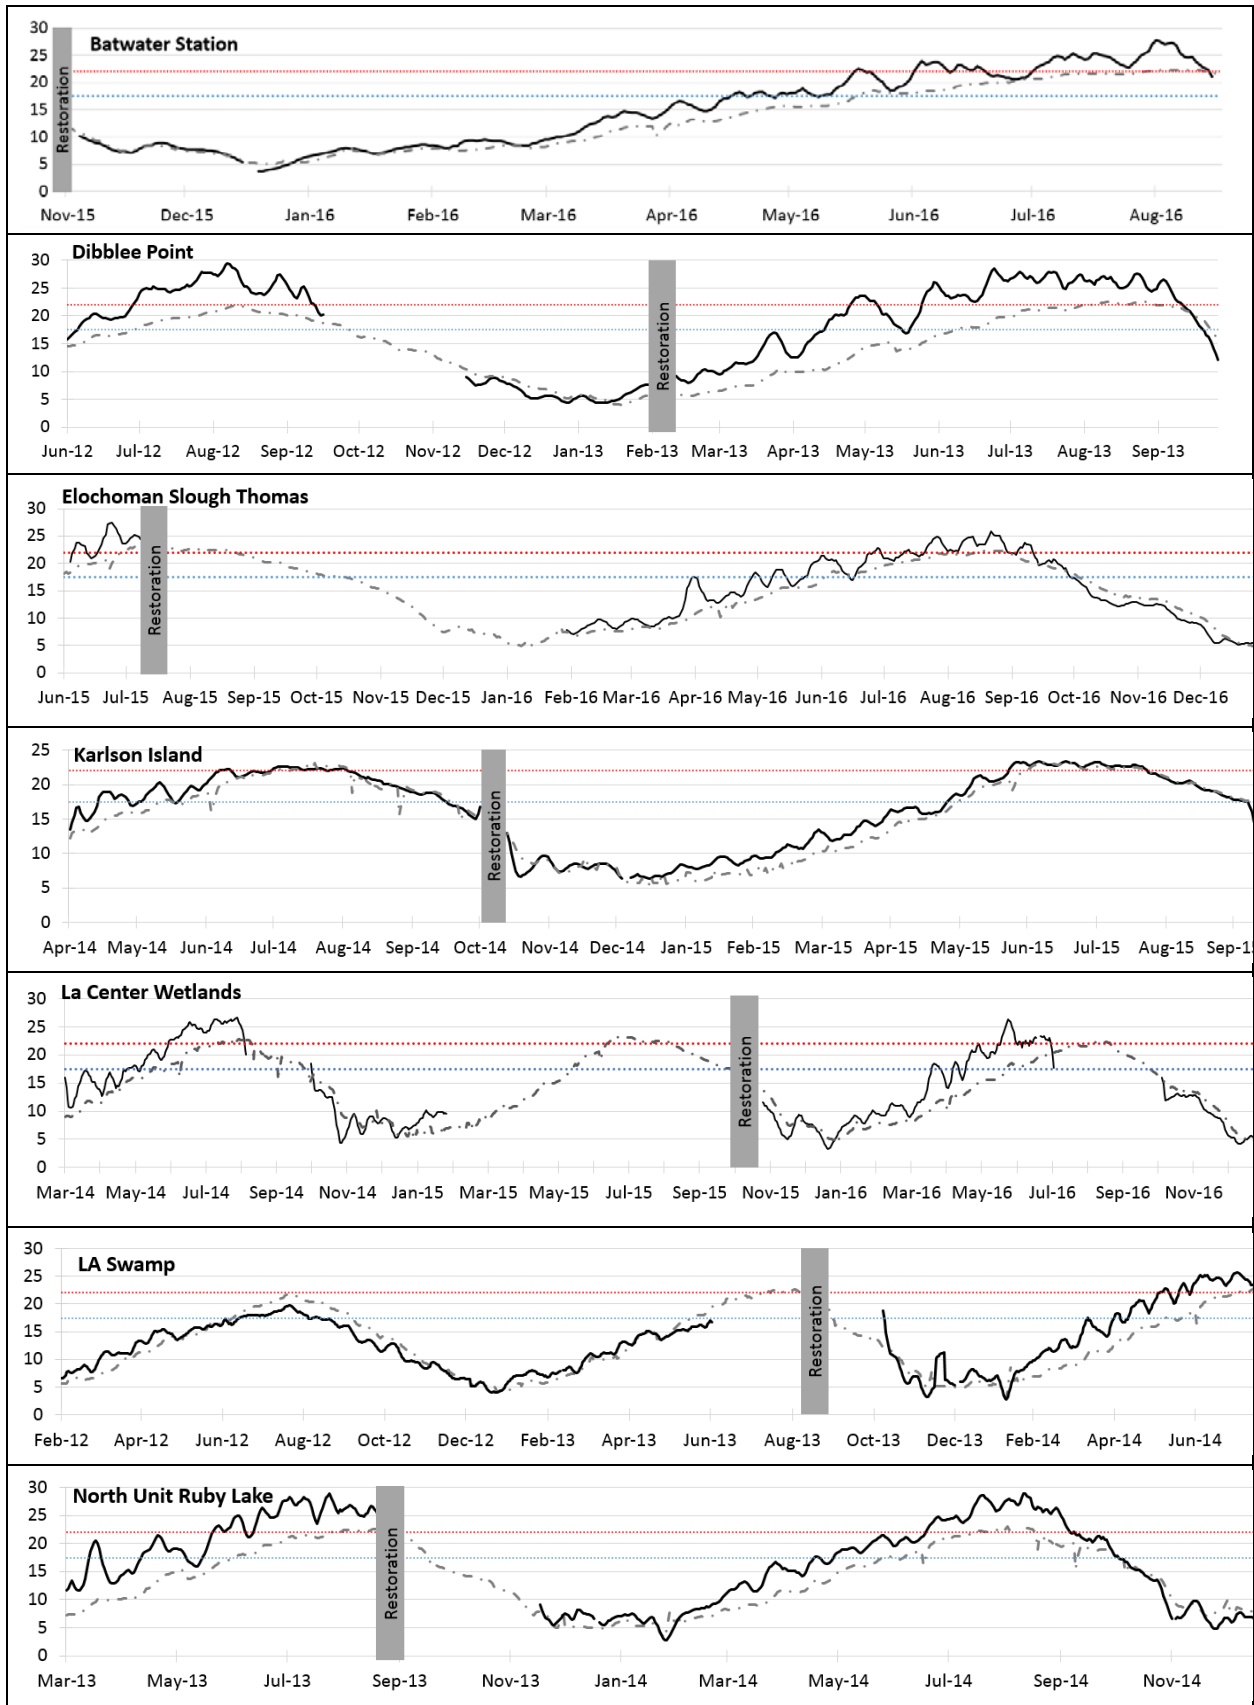 Batwater Station
30
25
20
15
10
5
0
Restoration
Nov-15 Dec-15 Jan-16 Feb-16 Mar-16 Apr-16 May-16 Jun-16 Jul-16 Aug-16
Dibblee Point
30
25
20
15
10
5
0
Restoration
Jun-12 Jul-12 Aug-12 Sep-12 Oct-12 Nov-12 Dec-12 Jan-13 Feb-13 Mar-13 Apr-13 May-13 Jun-13 Jul-13 Aug-13 Sep-13
Elochoman Slough Thomas
30
25
20
15
10
5
0
Restoration
Jun-15 Jul-15 Aug-15 Sep-15 Oct-15 Nov-15 Dec-15 Jan-16 Feb-16 Mar-16 Apr-16 May-16 Jun-16 Jul-16 Aug-16 Sep-16 Oct-16 Nov-16 Dec-16
Karlson Island
25
20
15
10
5
0
Restoration
Apr-14 May-14 Jun-14 Jul-14 Aug-14 Sep-14 Oct-14 Nov-14 Dec-14 Jan-15 Feb-15 Mar-15 Apr-15 May-15 Jun-15 Jul-15 Aug-15 Sep-15
La Center Wetlands
30
25
20
15
10
5
0
Restoration
Mar-14 May-14 Jul-14 Sep-14 Nov-14 Jan-15 Mar-15 May-15 Jul-15 Sep-15 Nov-15 Jan-16 Mar-16 May-16 Jul-16 Sep-16 Nov-16
LA Swamp
30
25
20
15
10
5
0
Restoration
Feb-12 Apr-12 Jun-12 Aug-12 Oct-12 Dec-12 Feb-13 Apr-13 Jun-13 Aug-13 Oct-13 Dec-13 Feb-14 Apr-14 Jun-14
North Unit Ruby Lake
30
25
20
15
10
5
0
Restoration
Mar-13 May-13 Jul-13 Sep-13 Nov-13 Jan-14 Mar-14 May-14 Jul-14 Sep-14 Nov-14